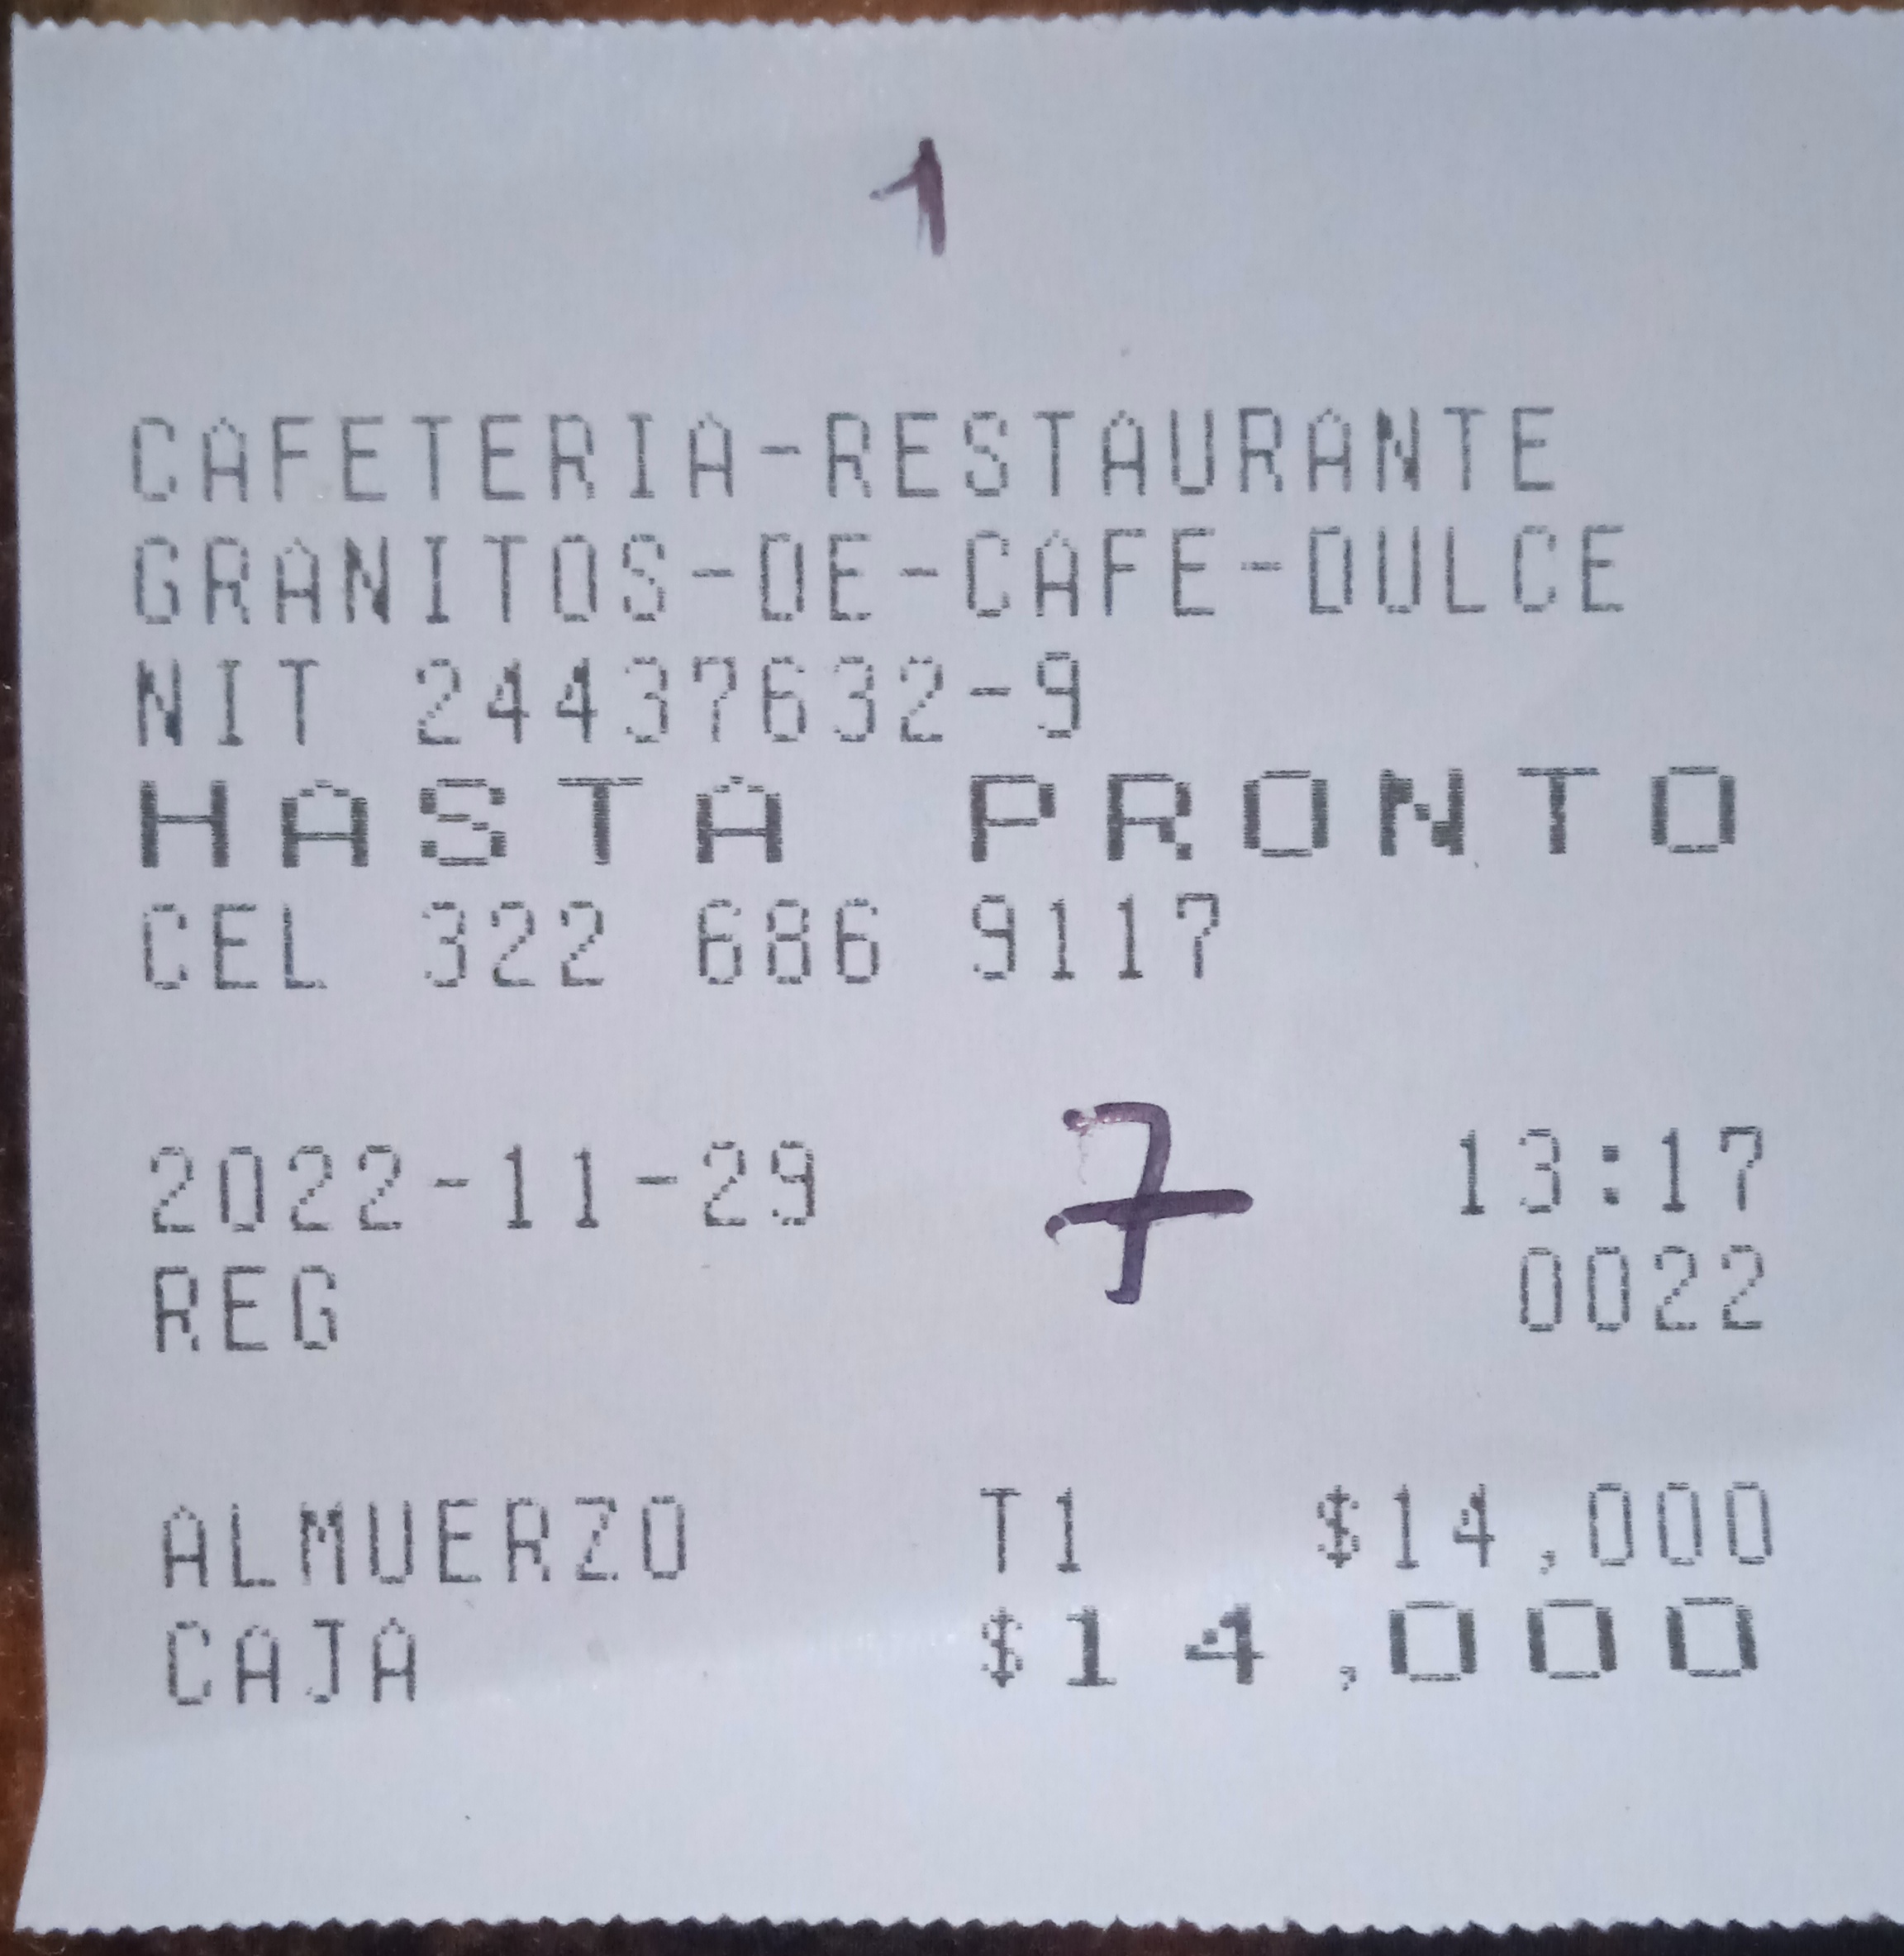 1
CAFETERIA-RESTAURANTE
GRANITOS-DE-CAFE-DULCE
NIT 24437632-9
HASTA PRONTO
CEL 322 686 9117
2022-11-29 7 13:17
REG 0022
ALMUERZO T1 $14,000
CAJA $14,000